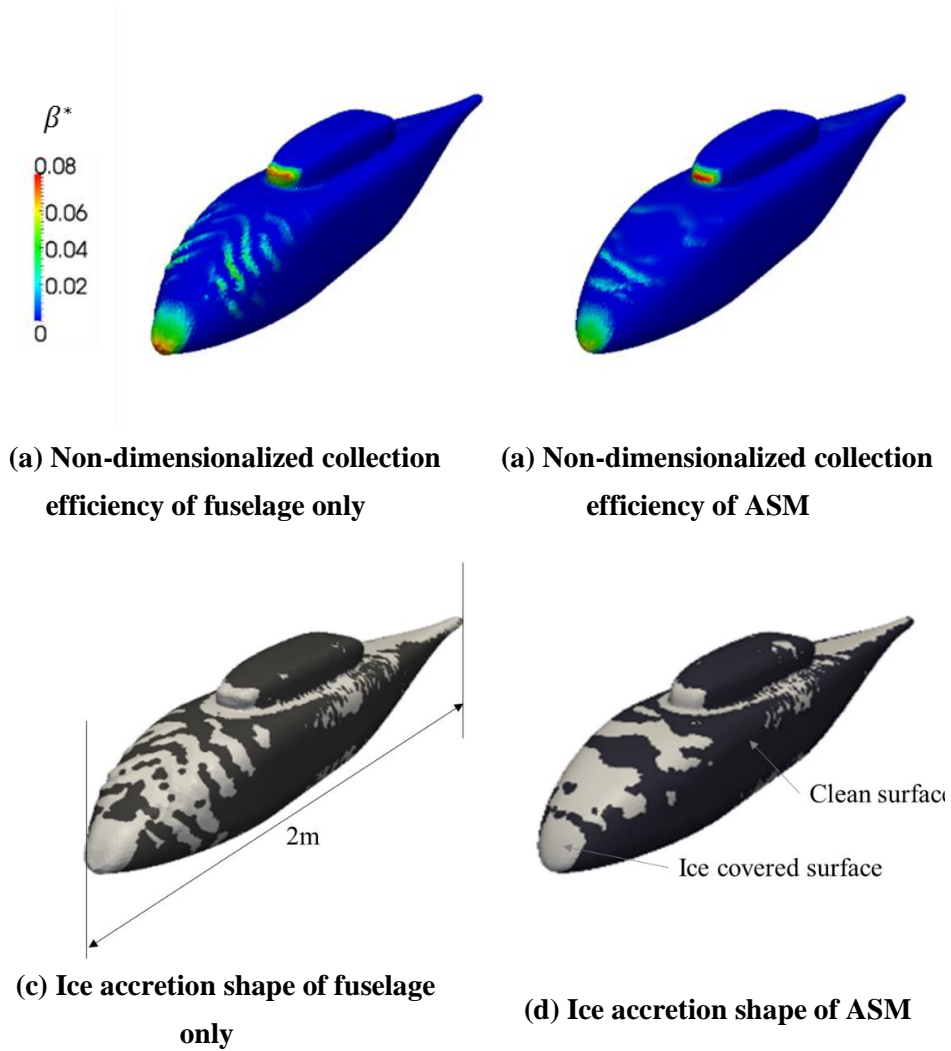 β*
0.08
0.06
0.04
0.02
0
(a) Non-dimensionalized collection
efficiency of fuselage only
(a) Non-dimensionalized collection
efficiency of ASM
2m
Clean surface
Ice covered surface
(c) Ice accretion shape of fuselage
only
(d) Ice accretion shape of ASM